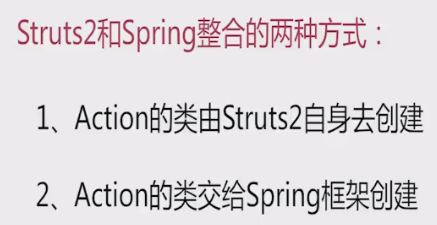 Struts2和Spring整合的两种方式：
1、Action的类由Struts2自身去创建
2、Action的类交给Spring框架创建